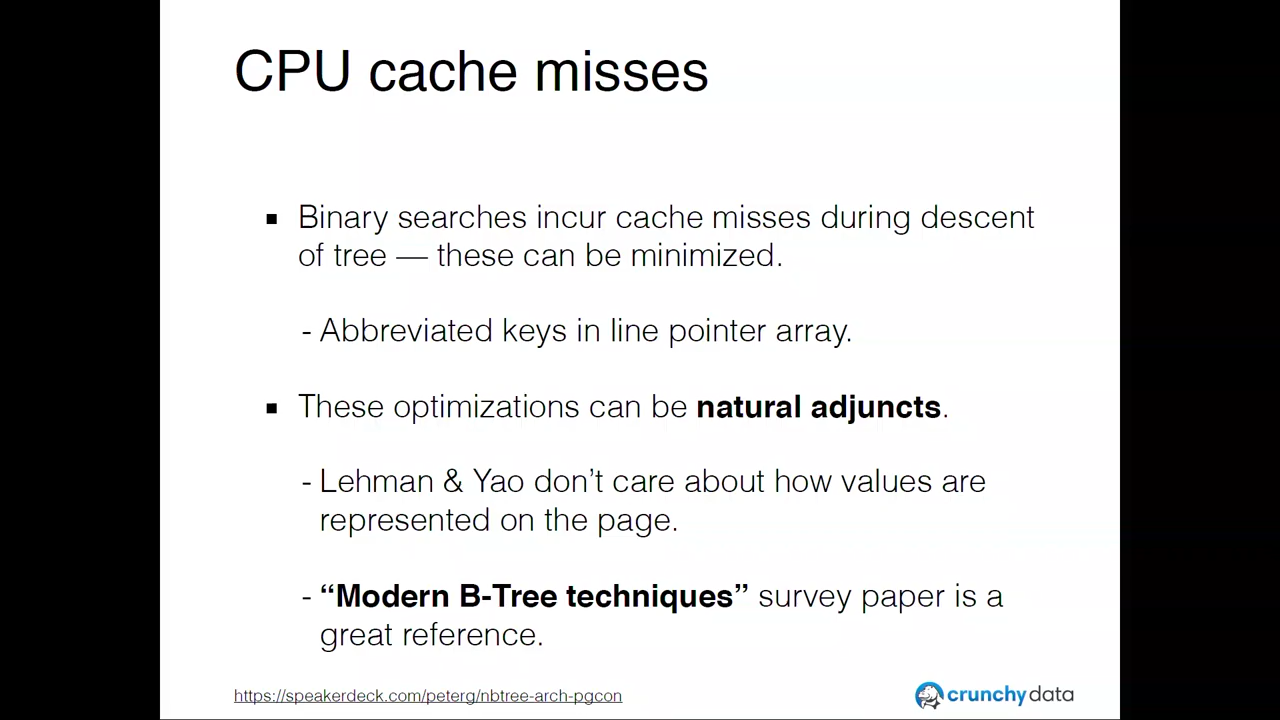 CPU cache misses
▪ Binary searches incur cache misses during descent
of tree — these can be minimized.
- Abbreviated keys in line pointer array.
▪ These optimizations can be natural adjuncts.
- Lehman & Yao don’t care about how values are
represented on the page.
- “Modern B-Tree techniques” survey paper is a
great reference.
https://speakerdeck.com/peterg/nbtree-arch-pgcon
crunchydata